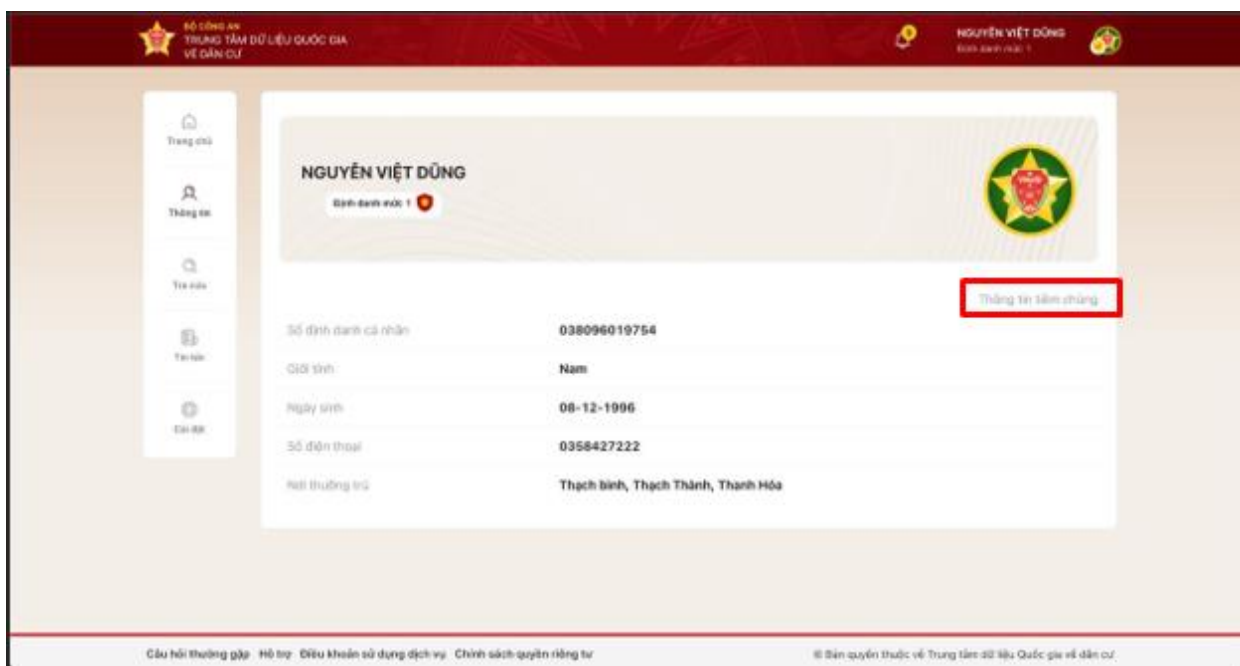 BỘ CÔNG AN
TRUNG TÂM DỮ LIỆU QUỐC GIA
VỀ DÂN CƯ
NGUYỄN VIỆT DŨNG
Định danh mức 1
Trang chủ
Thông tin
Tra cứu
Tin tức
Cài đặt
NGUYỄN VIỆT DŨNG
Định danh mức 1
Thông tin tiêm chủng
Số định danh cá nhân 038096019754
Giới tính Nam
Ngày sinh 08-12-1996
Số điện thoại 0358427222
Nơi thường trú Thạch bình, Thạch Thành, Thanh Hóa
Câu hỏi thường gặp Hỗ trợ Điều khoản sử dụng dịch vụ Chính sách quyền riêng tư
© Bản quyền thuộc về Trung tâm dữ liệu Quốc gia về dân cư